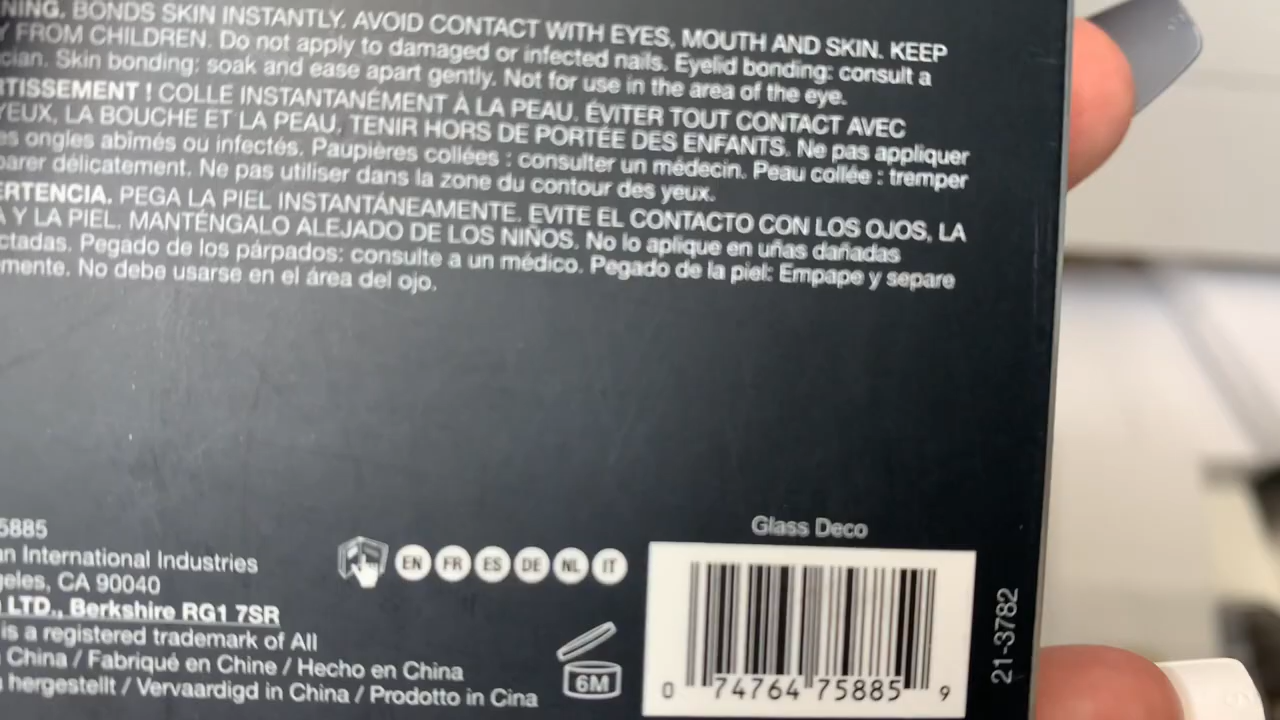 NING. BONDS SKIN INSTANTLY. AVOID CONTACT WITH EYES, MOUTH AND SKIN. KEEP
Y FROM CHILDREN. Do not apply to damaged or infected nails. Eyelid bonding: consult a
cian. Skin bonding: soak and ease apart gently. Not for use in the area of the eye.
TISSEMENT ! COLLE INSTANTANÉMENT À LA PEAU. ÉVITER TOUT CONTACT AVEC
YEUX, LA BOUCHE ET LA PEAU, TENIR HORS DE PORTÉE DES ENFANTS. Ne pas appliquer
es ongles abîmés ou infectés. Paupières collées : consulter un médecin. Peau collée : tremper
parer délicatement. Ne pas utiliser dans la zone du contour des yeux.
ERTENCIA. PEGA LA PIEL INSTANTÁNEAMENTE. EVITE EL CONTACTO CON LOS OJOS, LA
A Y LA PIEL. MANTÉNGALO ALEJADO DE LOS NIÑOS. No lo aplique en uñas dañadas
ctadas. Pegado de los párpados: consulte a un médico. Pegado de la piel: Empape y separe
mente. No debe usarse en el área del ojo.
5885
an International Industries
geles, CA 90040
LTD., Berkshire RG1 7SR
is a registered trademark of All
China / Fabriqué en Chine / Hecho en China
hergestellt / Vervaardigd in China / Prodotto in Cina
EN FR ES DE NL IT
6M
Glass Deco
0 74764 75885 9
21-3782